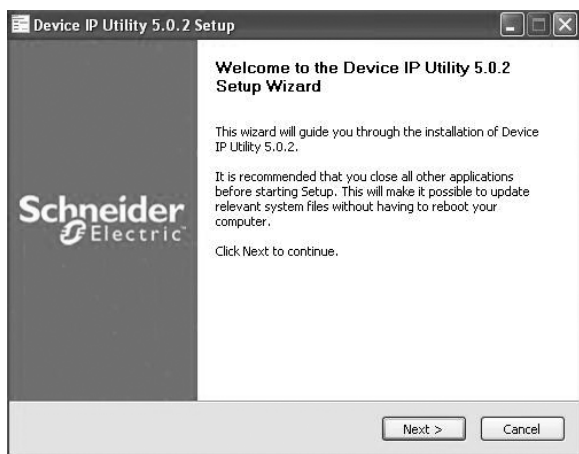 Device IP Utility 5.0.2 Setup
Welcome to the Device IP Utility 5.0.2
Setup Wizard
This wizard will guide you through the installation of Device
IP Utility 5.0.2.
It is recommended that you close all other applications
before starting Setup. This will make it possible to update
relevant system files without having to reboot your
computer.
Click Next to continue.
Schneider
Electric
Next >
Cancel